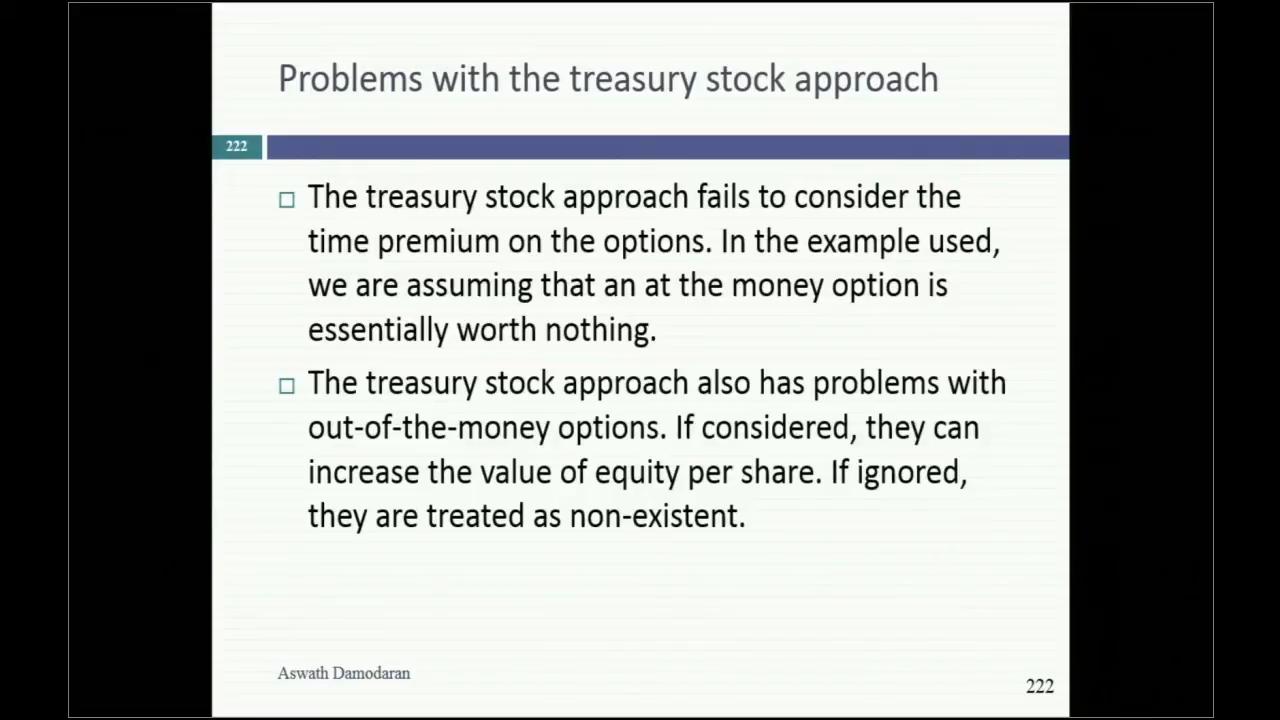 Problems with the treasury stock approach
222
The treasury stock approach fails to consider the
time premium on the options. In the example used,
we are assuming that an at the money option is
essentially worth nothing.
The treasury stock approach also has problems with
out-of-the-money options. If considered, they can
increase the value of equity per share. If ignored,
they are treated as non-existent.
Aswath Damodaran
222